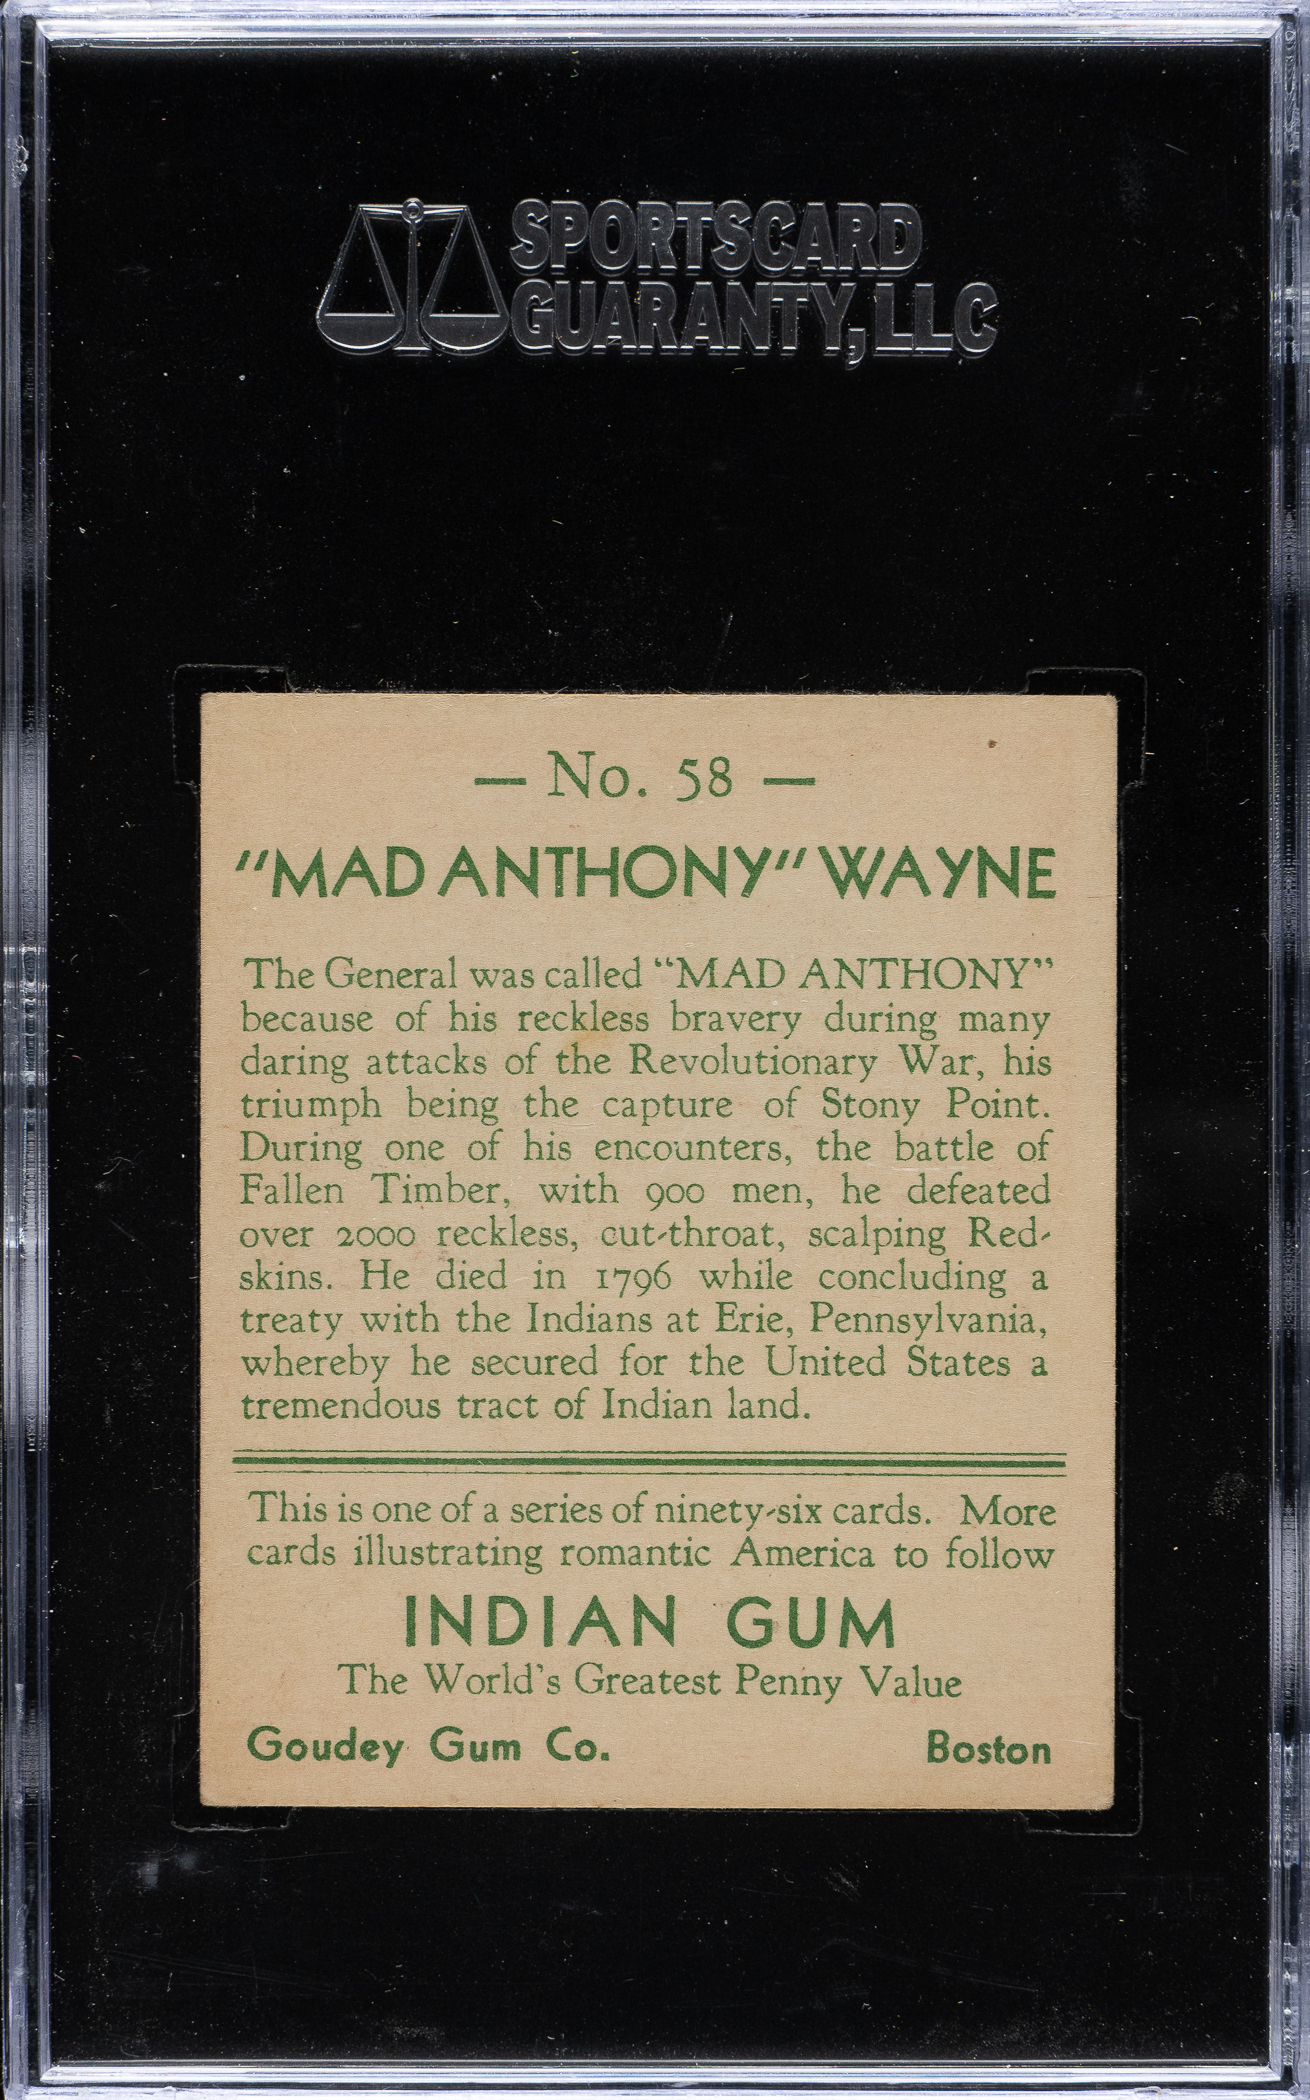 SPORTSCARD
GUARANTY, LLC
— No. 58 —
"MAD ANTHONY" WAYNE
The General was called “MAD ANTHONY”
because of his reckless bravery during many
daring attacks of the Revolutionary War, his
triumph being the capture of Stony Point.
During one of his encounters, the battle of
Fallen Timber, with 900 men, he defeated
over 2000 reckless, cut-throat, scalping Red-
skins. He died in 1796 while concluding a
treaty with the Indians at Erie, Pennsylvania,
whereby he secured for the United States a
tremendous tract of Indian land.
This is one of a series of ninety-six cards. More
cards illustrating romantic America to follow
INDIAN GUM
The World's Greatest Penny Value
Goudey Gum Co. Boston